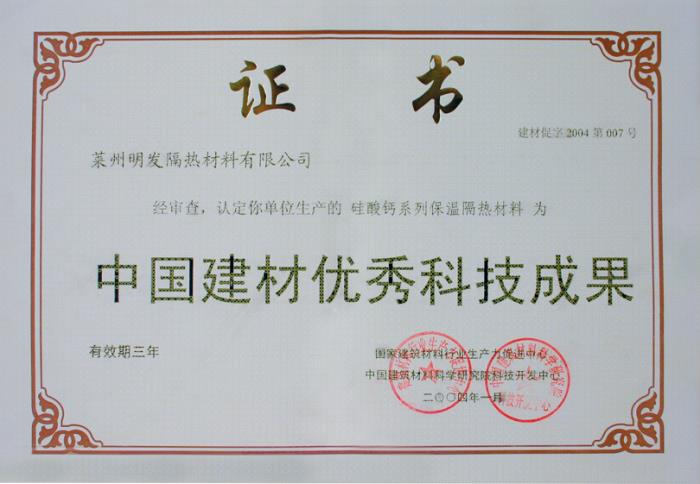 证书
建材促字2004第007号
莱州明发隔热材料有限公司
经审查，认定你单位生产的 硅酸钙系列保温隔热材料 为
中国建材优秀科技成果
有效期三年
国家建筑材料行业生产力促进中心
中国建筑材料科学研究院科技开发中心
二〇〇四年一月